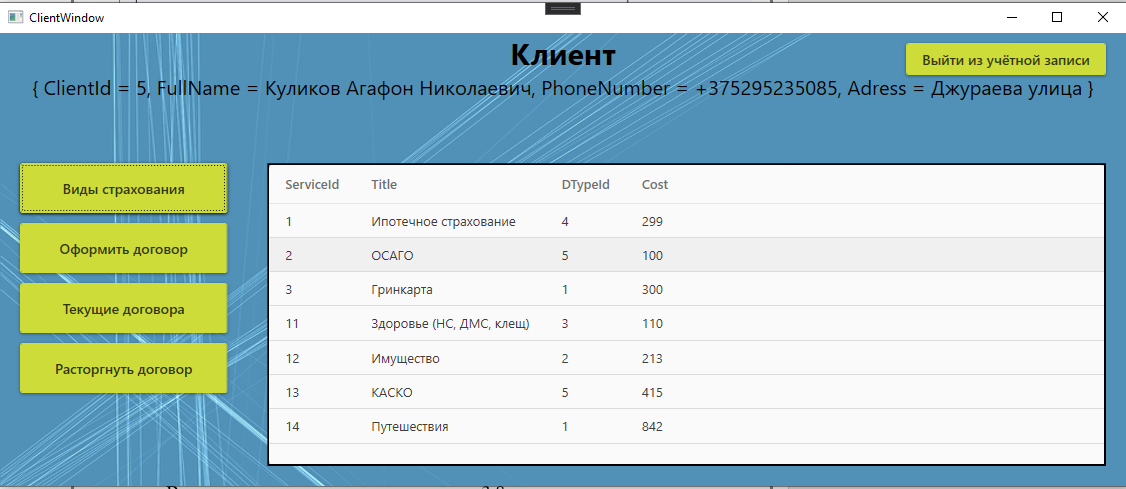 ClientWindow
Клиент
Выйти из учётной записи
{ ClientId = 5, FullName = Куликов Агафон Николаевич, PhoneNumber = +375295235085, Adress = Джураева улица }
Виды страхования
Оформить договор
Текущие договора
Расторгнуть договор
ServiceId Title DTypeId Cost
1 Ипотечное страхование 4 299
2 ОСАГО 5 100
3 Гринкарта 1 300
11 Здоровье (НС, ДМС, клещ) 3 110
12 Имущество 2 213
13 КАСКО 5 415
14 Путешествия 1 842